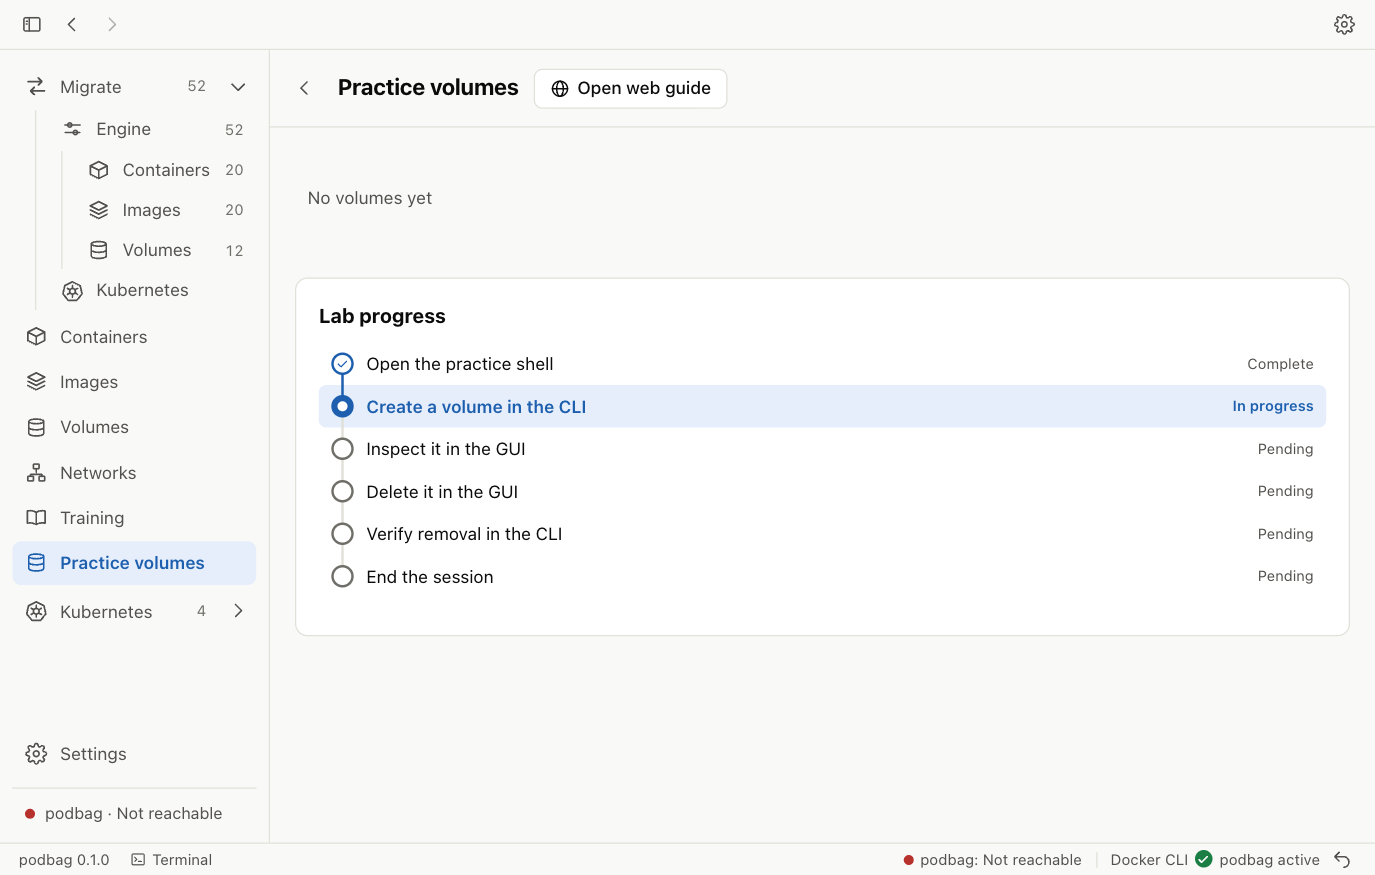 Migrate 52
Engine 52
Containers 20
Images 20
Volumes 12
Kubernetes
Containers
Images
Volumes
Networks
Training
Practice volumes
Kubernetes 4
Settings
podbag · Not reachable
Practice volumes
Open web guide
No volumes yet
Lab progress
Open the practice shell Complete
Create a volume in the CLI In progress
Inspect it in the GUI Pending
Delete it in the GUI Pending
Verify removal in the CLI Pending
End the session Pending
podbag 0.1.0 Terminal podbag: Not reachable Docker CLI podbag active